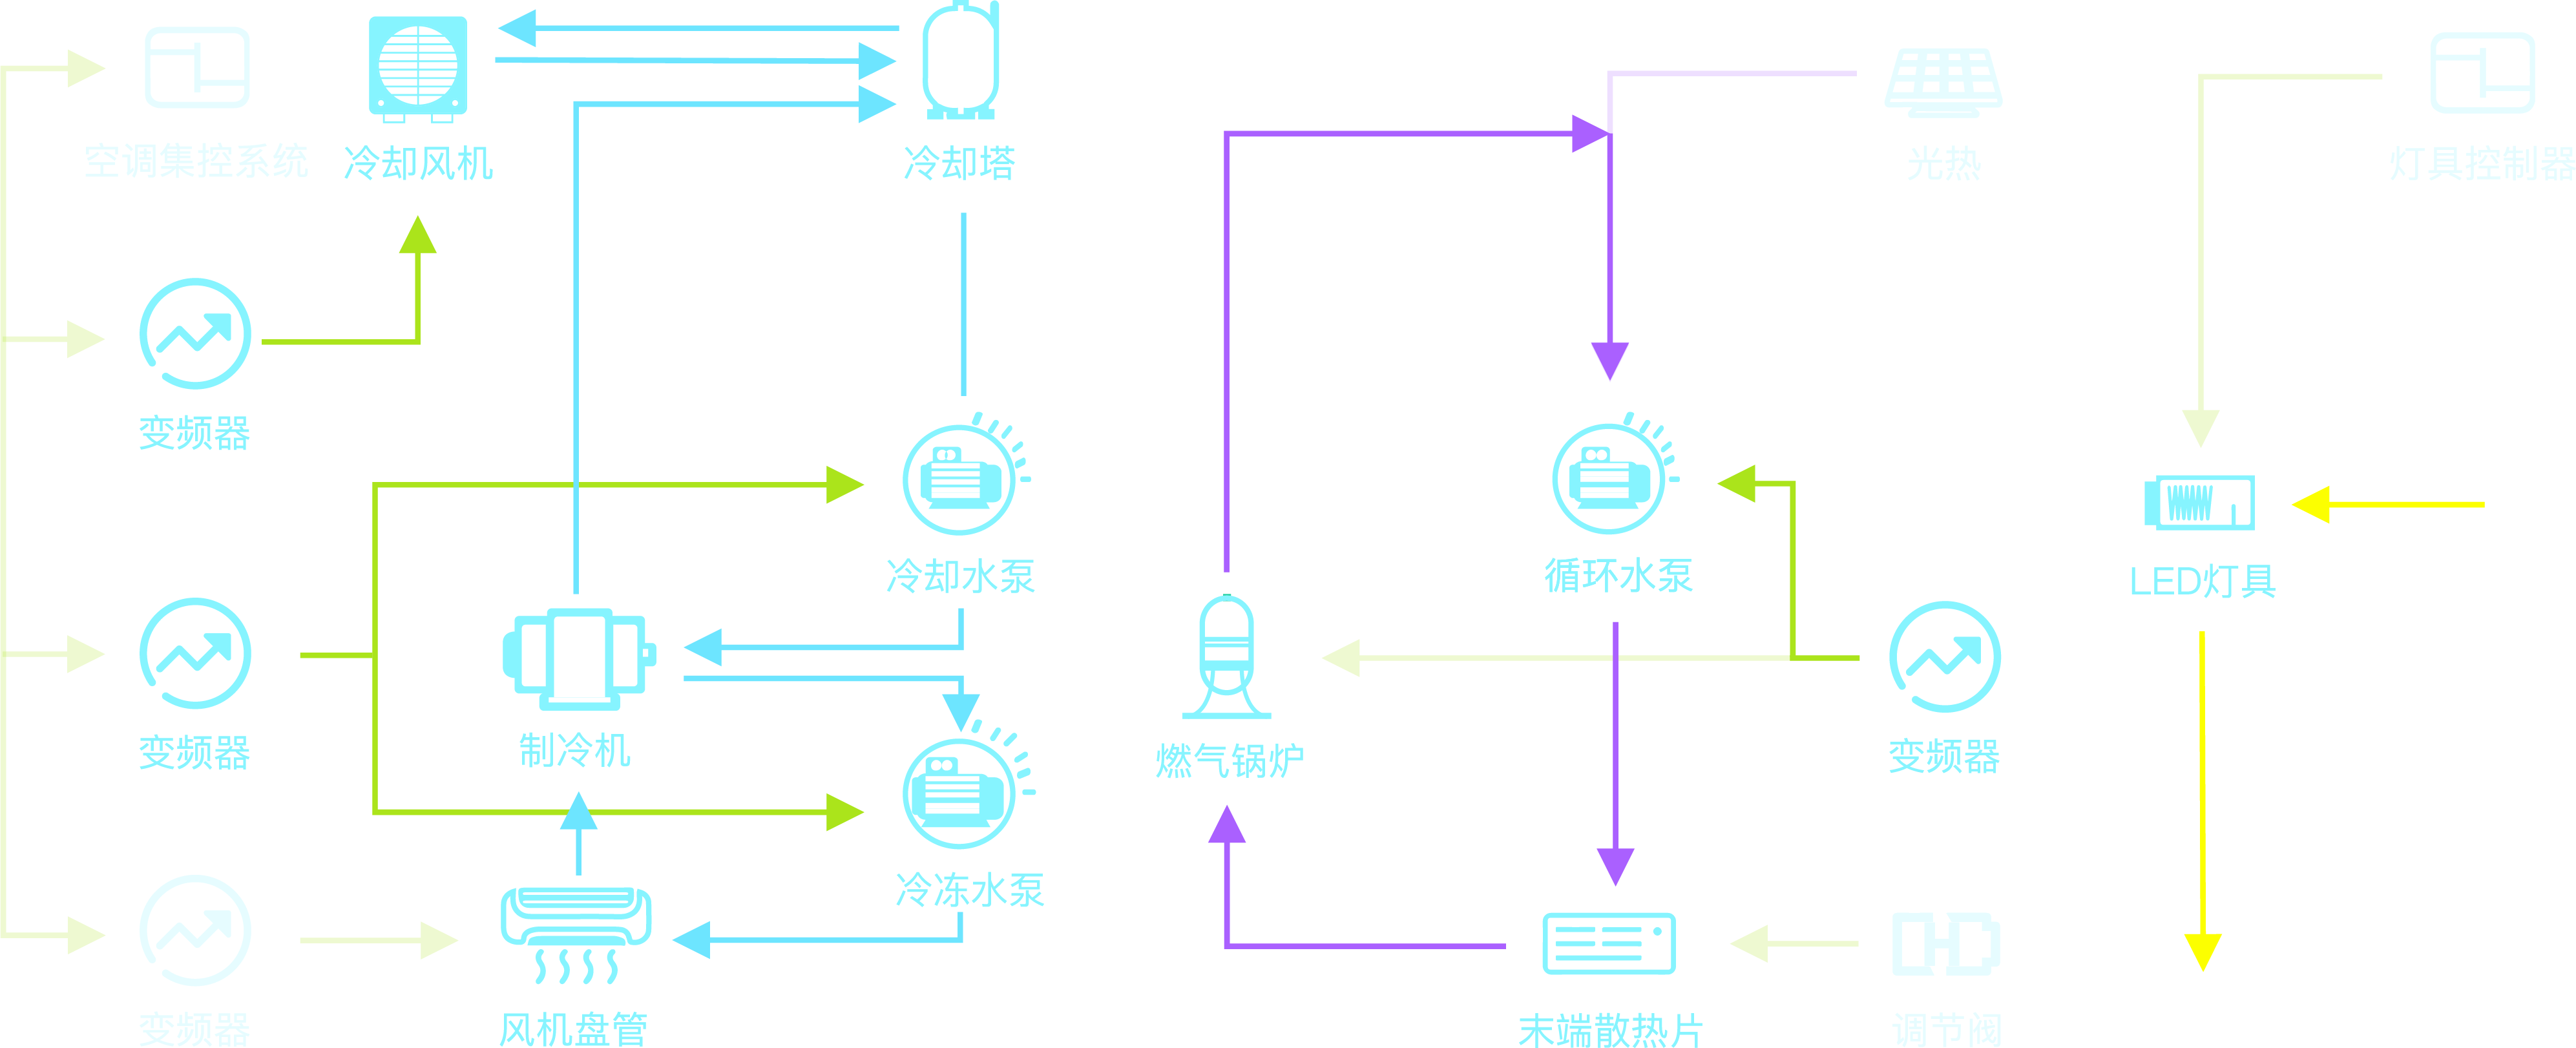 空调集控系统
冷却风机
冷却塔
光热
灯具控制器
变频器
冷却水泵
循环水泵
LED灯具
变频器
制冷机
燃气锅炉
变频器
冷冻水泵
变频器
风机盘管
末端散热片
调节阀